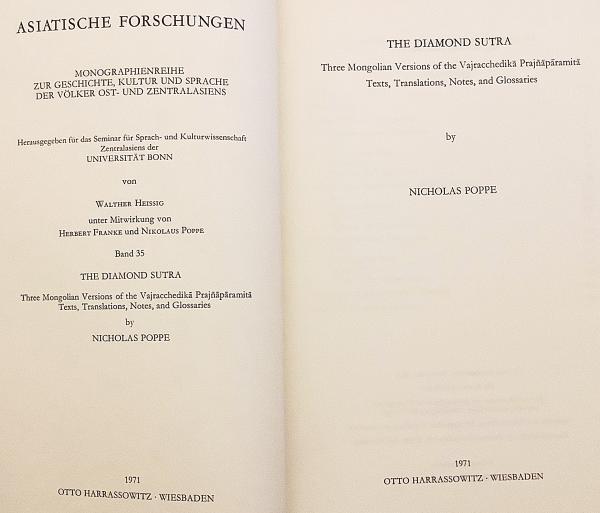 ASIATISCHE FORSCHUNGEN
MONOGRAPHIENREIHE
ZUR GESCHICHTE, KULTUR UND SPRACHE
DER VÖLKER OST- UND ZENTRALASIENS
Herausgegeben für das Seminar für Sprach- und Kulturwissenschaft
Zentralasiens der
UNIVERSITÄT BONN
von
WALTHER HEISSIG
unter Mitwirkung von
HERBERT FRANKE und NIKOLAUS POPPE
Band 35
THE DIAMOND SUTRA
Three Mongolian Versions of the Vajracchedikā Prajñāpāramitā
Texts, Translations, Notes, and Glossaries
by
NICHOLAS POPPE
1971
OTTO HARRASSOWITZ · WIESBADEN
THE DIAMOND SUTRA
Three Mongolian Versions of the Vajracchedikā Prajñāpāramitā
Texts, Translations, Notes, and Glossaries
by
NICHOLAS POPPE
1971
OTTO HARRASSOWITZ · WIESBADEN